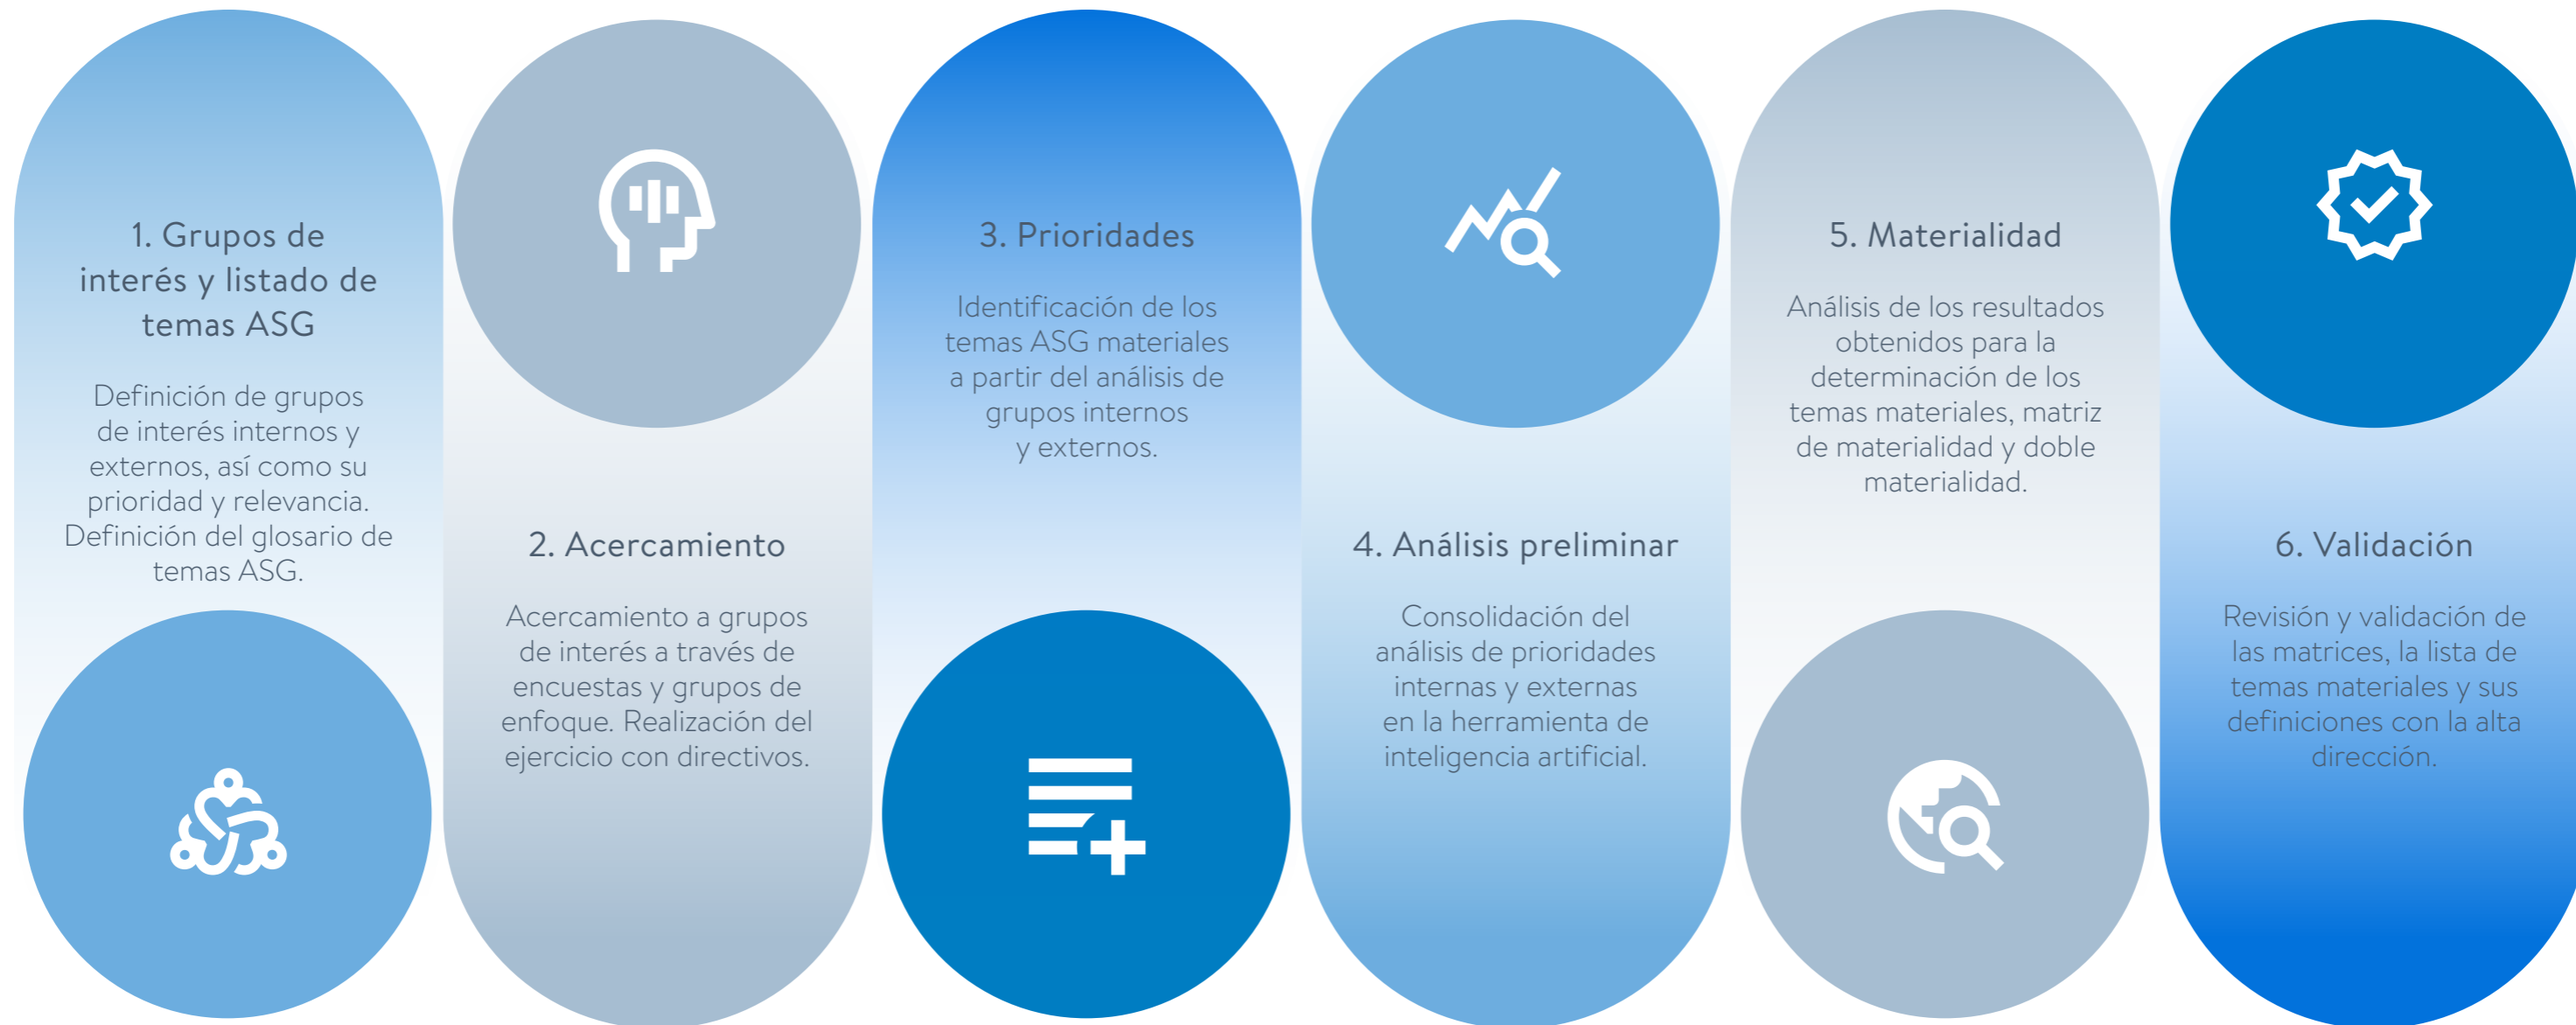 1. Grupos de
interés y listado de
temas ASG
Definición de grupos
de interés internos y
externos, así como su
prioridad y relevancia.
Definición del glosario de
temas ASG.
2. Acercamiento
Acercamiento a grupos
de interés a través de
encuestas y grupos de
enfoque. Realización del
ejercicio con directivos.
3. Prioridades
Identificación de los
temas ASG materiales
a partir del análisis de
grupos internos
y externos.
4. Análisis preliminar
Consolidación del
análisis de prioridades
internas y externas
en la herramienta de
inteligencia artificial.
5. Materialidad
Análisis de los resultados
obtenidos para la
determinación de los
temas materiales, matriz
de materialidad y doble
materialidad.
6. Validación
Revisión y validación de
las matrices, la lista de
temas materiales y sus
definiciones con la alta
dirección.